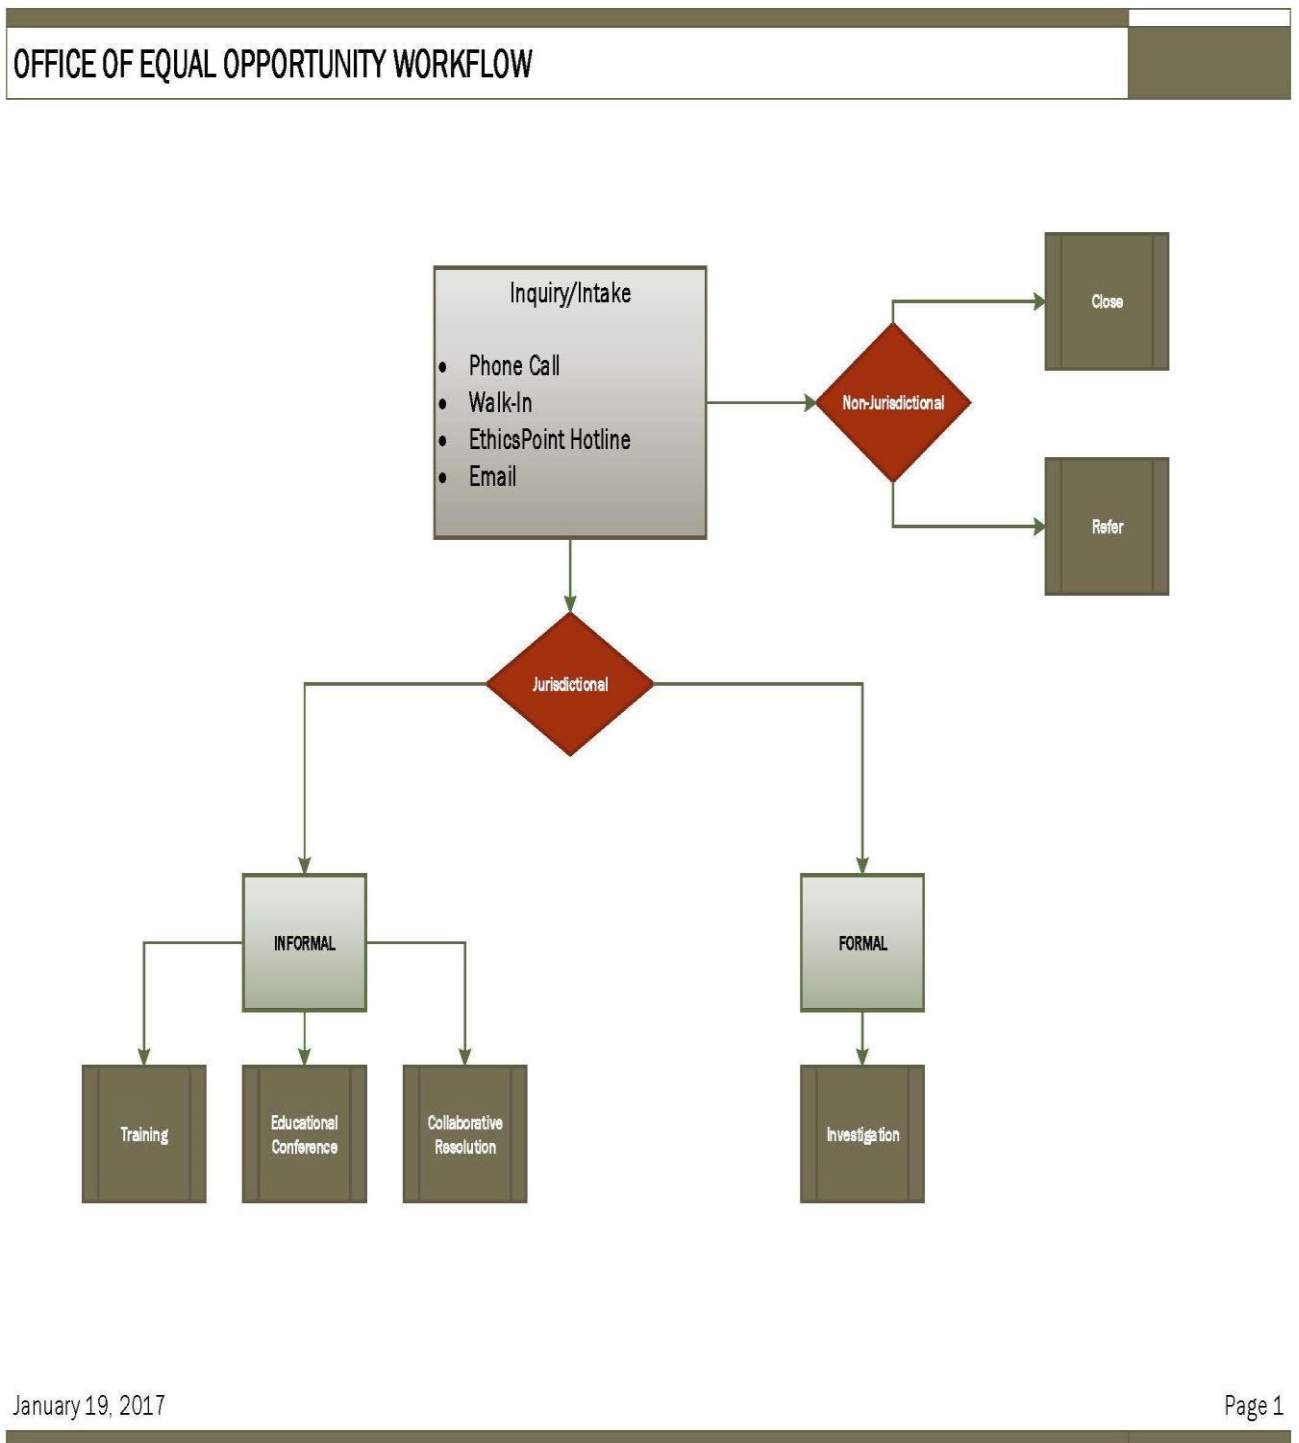 OFFICE OF EQUAL OPPORTUNITY WORKFLOW
Inquiry/Intake
• Phone Call
• Walk-In
• EthicsPoint Hotline
• Email
Close
Non-Jurisdictional
Refer
Jurisdictional
INFORMAL
FORMAL
Training
Educational
Conference
Collaborative
Resolution
Investigation
January 19, 2017
Page 1